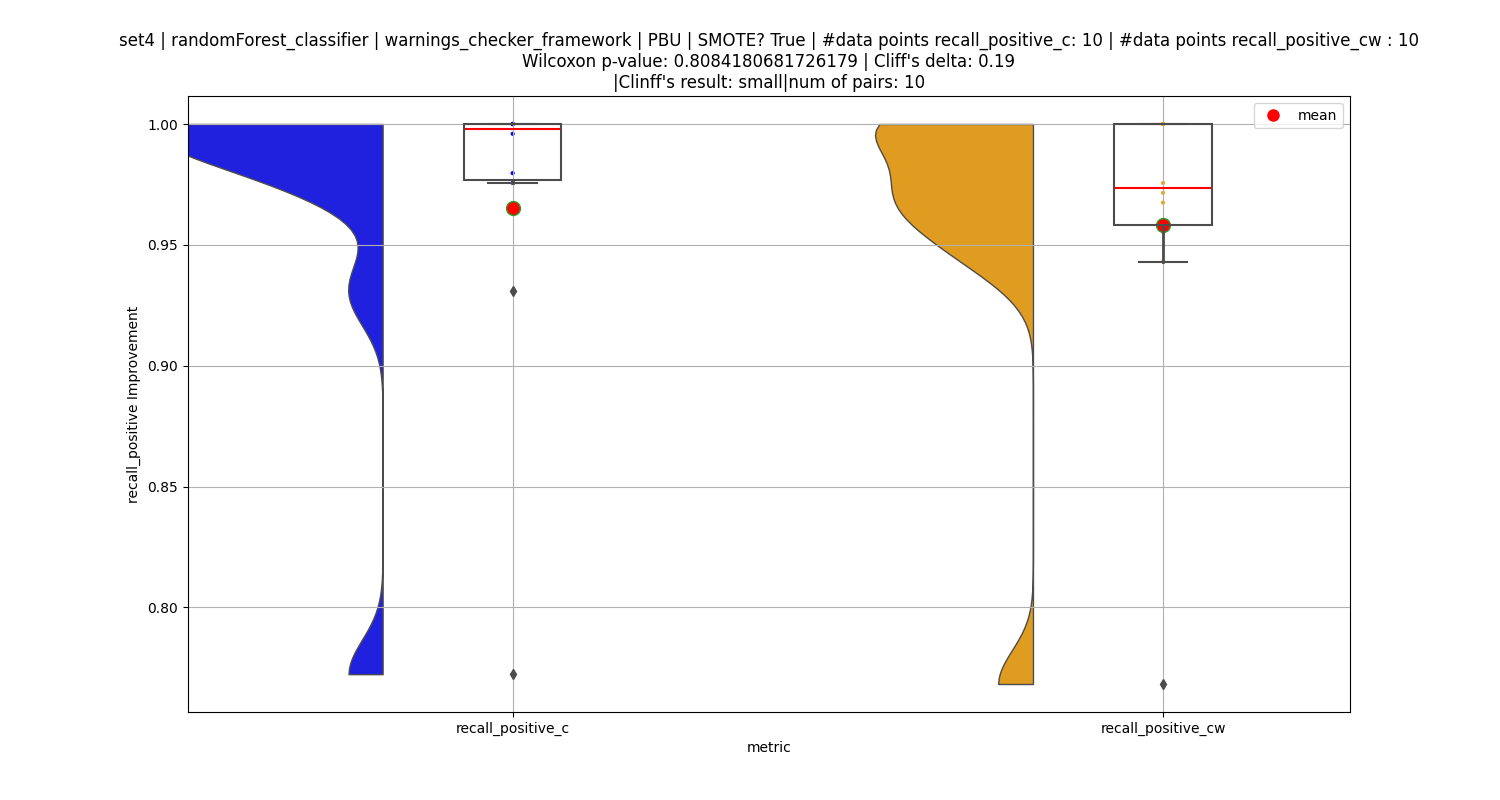 set4 | randomForest_classifier | warnings_checker_framework | PBU | SMOTE? True | #data points recall_positive_c: 10 | #data points recall_positive_cw : 10
Wilcoxon p-value: 0.8084180681726179 | Cliff's delta: 0.19
|Clinff's result: small|num of pairs: 10
mean
1.00
0.95
0.90
0.85
0.80
recall_positive Improvement
recall_positive_c
recall_positive_cw
metric